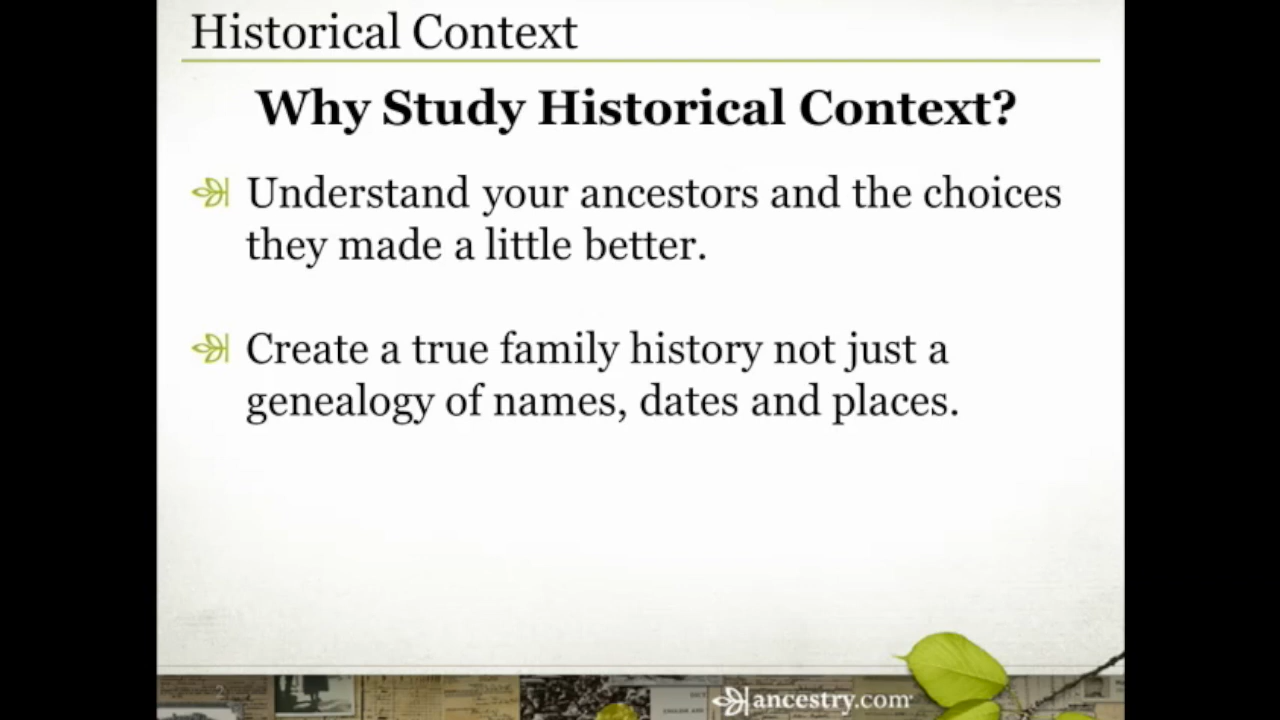 Historical Context
Why Study Historical Context?
Understand your ancestors and the choices
they made a little better.
Create a true family history not just a
genealogy of names, dates and places.
2
ancestry.com